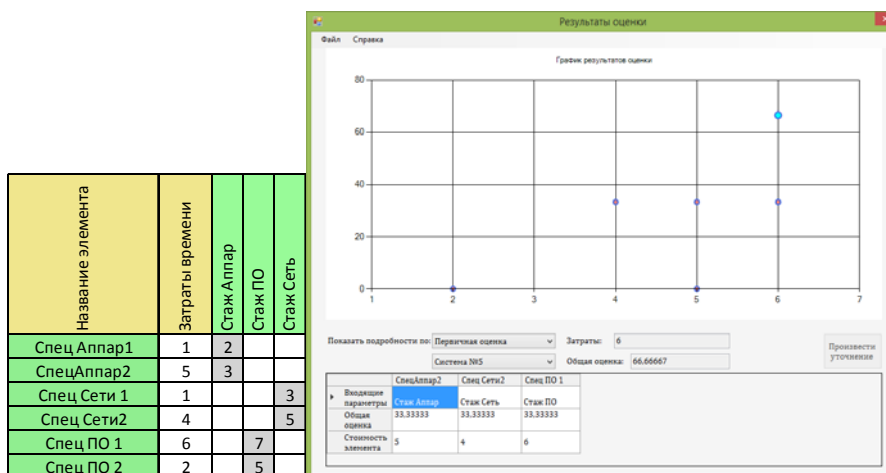 Результаты оценки
Файл Справка
График результатов оценки
80
60
40
20
0
1 2 3 4 5 6 7
Показать подробности по: Первичная оценка Затраты: 6
Система №5 Общая оценка: 66,66667
Произвести
уточнение
СпецАппар2 Спец Сети2 Спец ПО 1
Входящие
параметры Стаж Аппар Стаж Сеть Стаж ПО
Общая
оценка 33.33333 33.33333 33.33333
Стоимость
элемента 5 4 6
Название элемента Затраты времени Стаж Аппар Стаж ПО Стаж Сеть
Спец Аппар1 1 2
СпецАппар2 5 3
Спец Сети 1 1 3
Спец Сети2 4 5
Спец ПО 1 6 7
Спец ПО 2 2 5